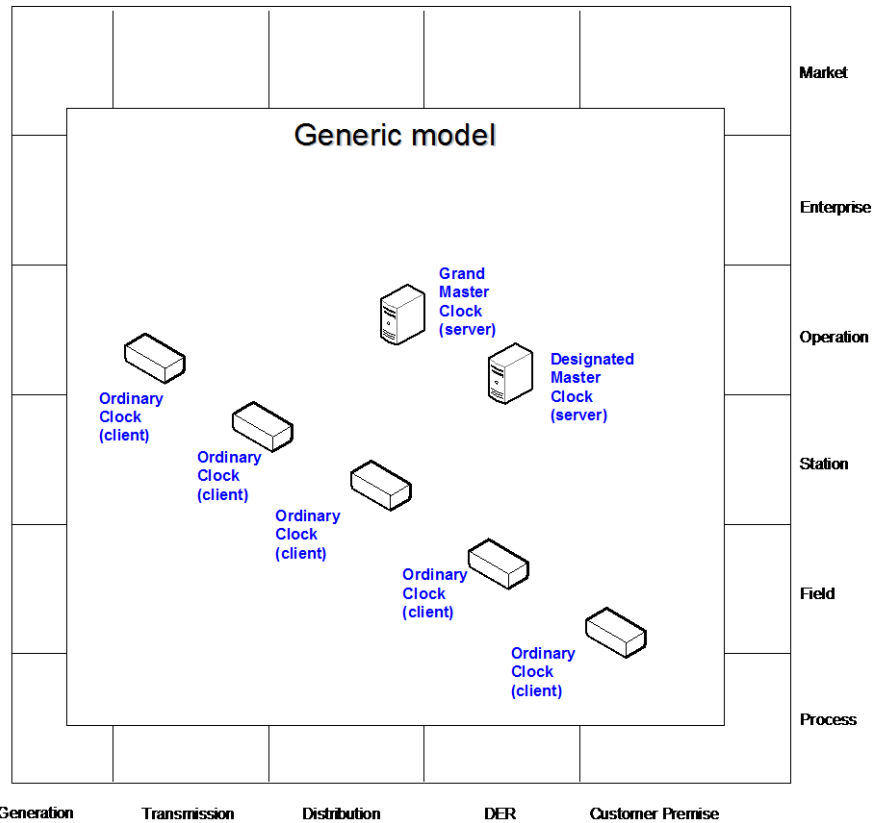 Market
Generic model
Enterprise
Grand
Master
Clock
(server)
Operation
Designated
Master
Clock
(server)
Ordinary
Clock
(client)
Ordinary
Clock
(client)
Station
Ordinary
Clock
(client)
Ordinary
Clock
(client)
Field
Ordinary
Clock
(client)
Process
Generation Transmission Distribution DER Customer Premise